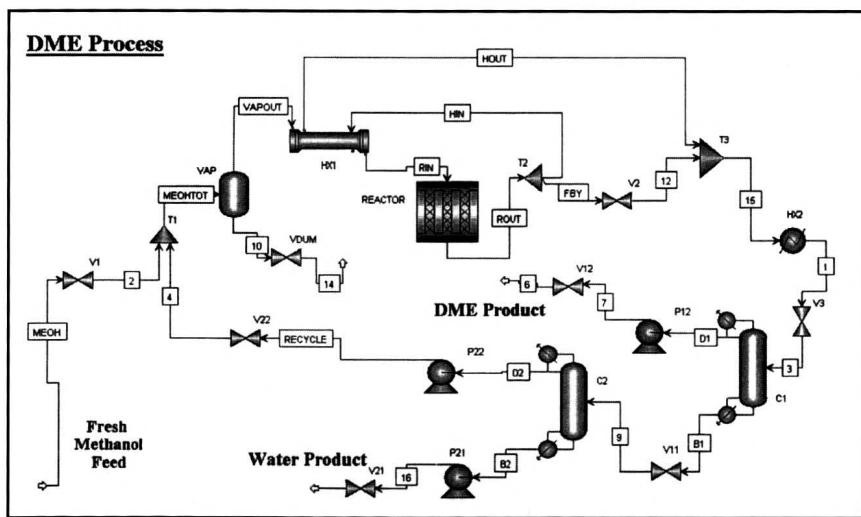 DME Process
HOUT
VAPOUT
HIN
T3
HX1
T2
V2
12
VAP
RIN
MEOHTOT
REACTOR
FBY
15
HX2
T1
ROUT
10
VDUM
V1
2
14
V12
1
4
6
DME Product
7
V3
V22
P12
MEOH
RECYCLE
P22
D1
D2
C2
3
C1
Fresh
Methanol
Feed
9
V11
B1
Water Product
P21
V21
16
B2